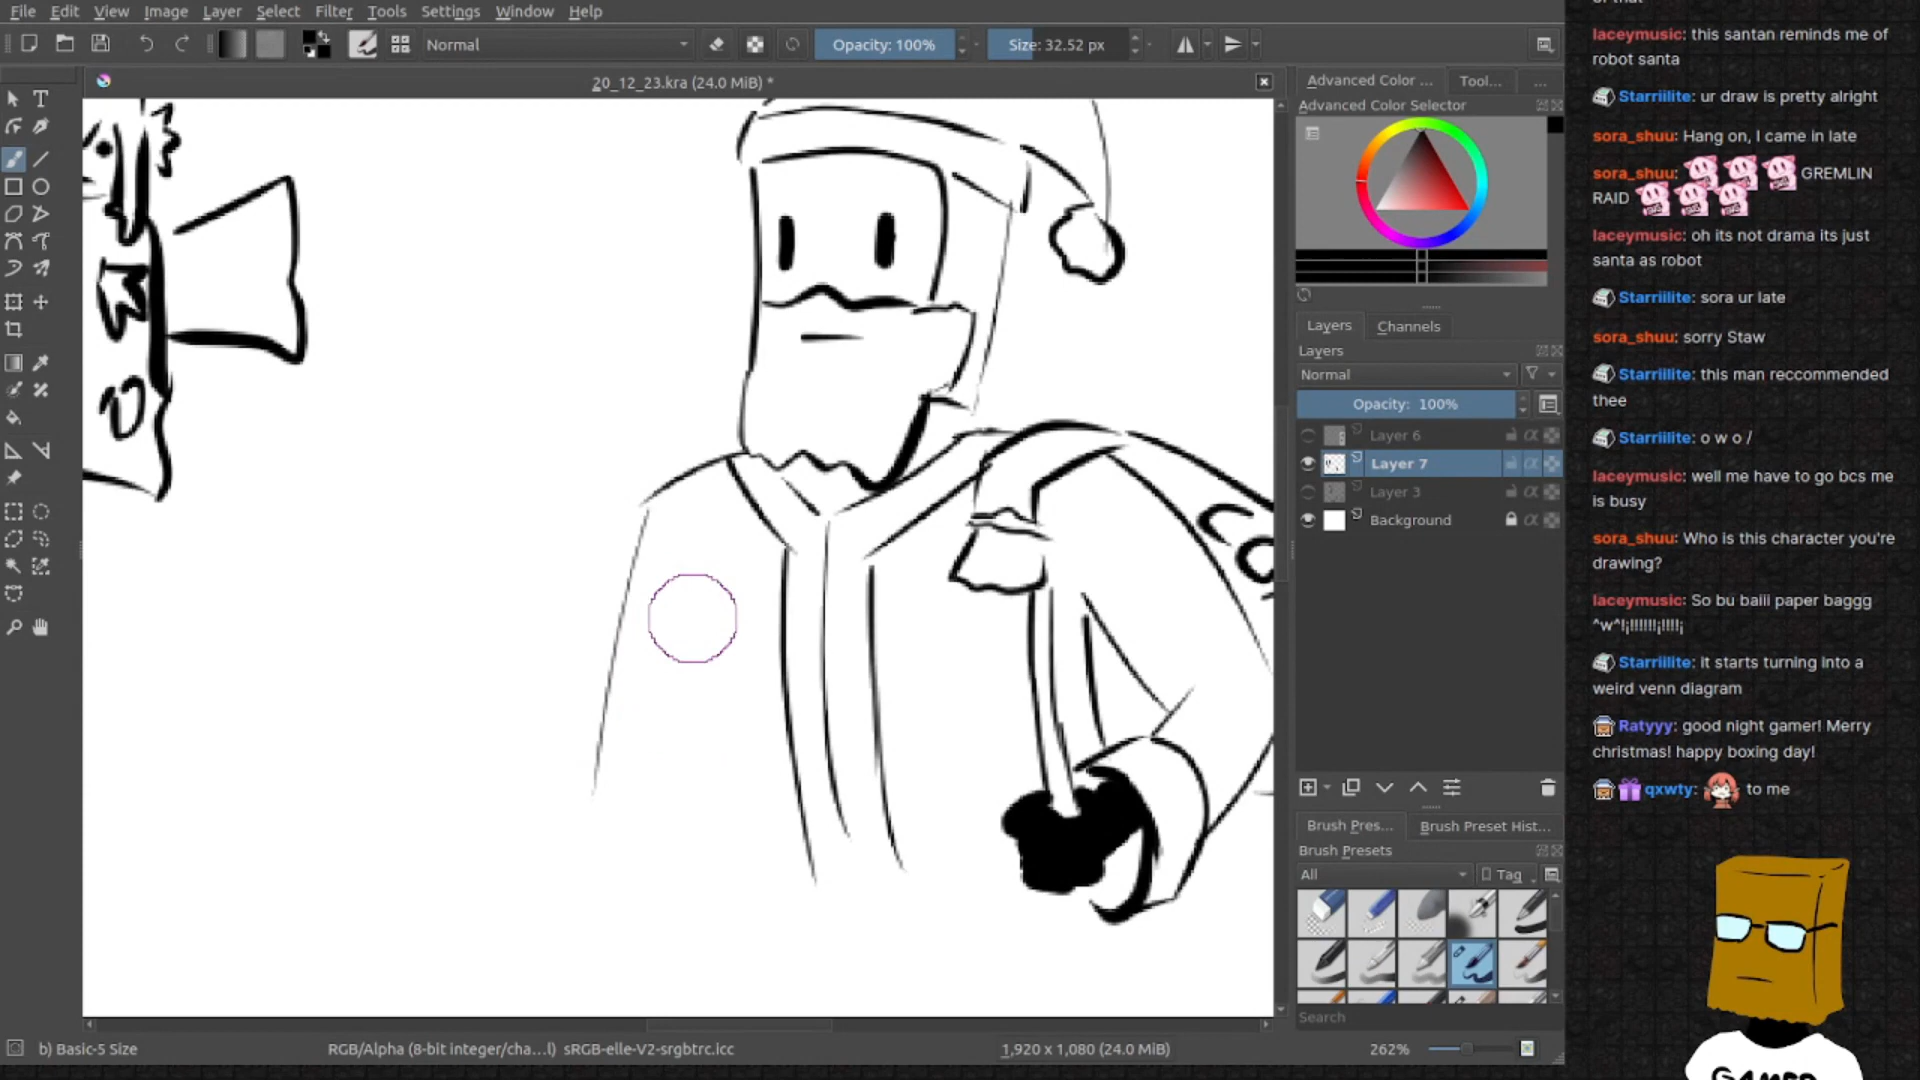 File Edit View Image Layer Select Filter Tools Settings Window Help
Normal
Opacity: 100%
Size: 32.52 px
20_12_23.kra (24.0 MiB) *
Advanced Color ...
Tool...
...
Advanced Color Selector
Layers
Channels
Layers
Normal
Opacity: 100%
Layer 6
Layer 7
Layer 3
Background
Brush Pres...
Brush Preset Hist...
Brush Presets
All
Tag
Search
b) Basic-5 Size
RGB/Alpha (8-bit integer/cha...l) sRGB-elle-V2-srgbtrc.icc
1,920 x 1,080 (24.0 MiB)
262%
CO
of that
laceymusic: this santan reminds me of
robot santa
Starriilite: ur draw is pretty alright
sora_shuu: Hang on, I came in late
sora_shuu: GREMLIN
RAID
laceymusic: oh its not drama its just
santa as robot
Starriilite: sora ur late
sora_shuu: sorry Staw
Starriilite: this man reccommended
thee
Starriilite: o w o /
laceymusic: well me have to go bcs me
is busy
sora_shuu: Who is this character you're
drawing?
laceymusic: So bu baiii paper baggg
^w^!¡!!!!!!¡!!!!¡
Starriilite: it starts turning into a
weird venn diagram
Ratyyy: good night gamer! Merry
christmas! happy boxing day!
qxwty: to me
GAMER